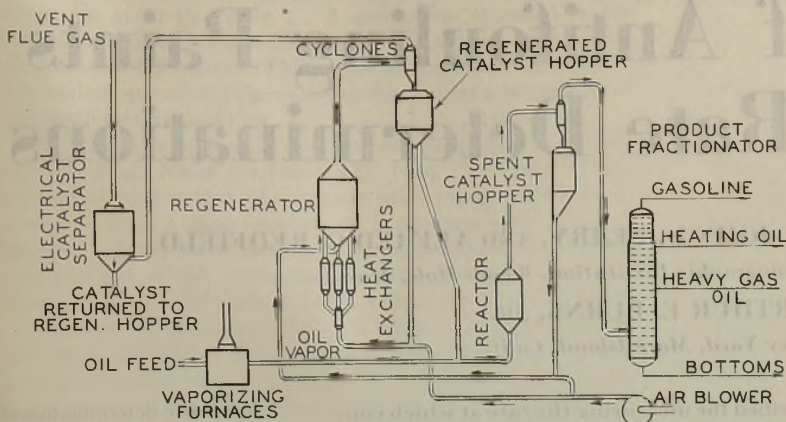 VENT
FLUE GAS
CYCLONES
REGENERATED
CATALYST HOPPER
ELECTRICAL
CATALYST
SEPARATOR
REGENERATOR
HEAT
EXCHANGERS
SPENT
CATALYST
HOPPER
PRODUCT
FRACTIONATOR
GASOLINE
HEATING OIL
HEAVY GAS
OIL
REACTOR
CATALYST
RETURNED TO
REGEN. HOPPER
OIL
VAPOR
OIL FEED
VAPORIZING
FURNACES
BOTTOMS
AIR BLOWER